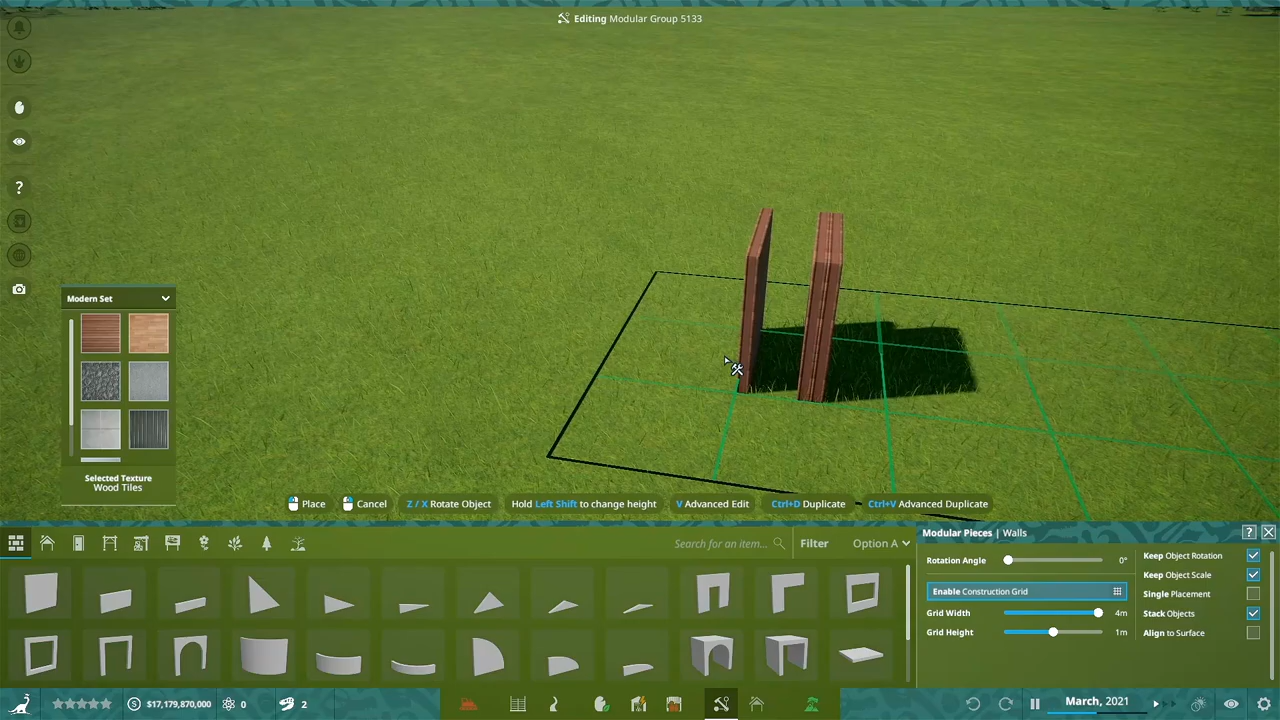 Editing Modular Group 5133
?
Modern Set
Selected Texture
Wood Tiles
Place
Cancel
Z / X Rotate Object
Hold Left Shift to change height
V Advanced Edit
Ctrl+D Duplicate
Ctrl+V Advanced Duplicate
Search for an item...
Filter
Option A
Modular Pieces | Walls
?
Rotation Angle
0°
Enable Construction Grid
Grid Width
4m
Grid Height
1m
Keep Object Rotation
Keep Object Scale
Single Placement
Stack Objects
Align to Surface
$17,179,870,000
0
2
March, 2021